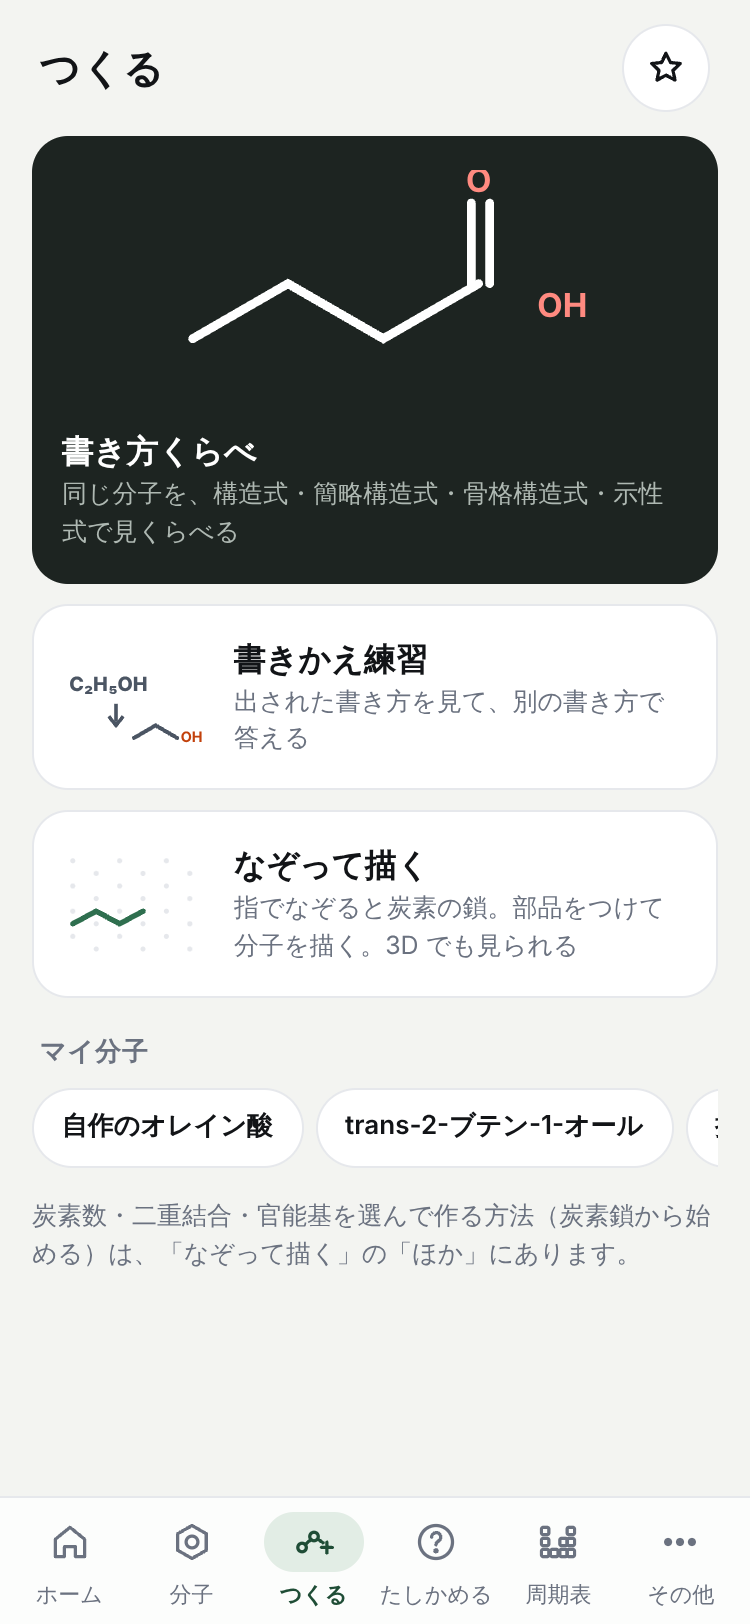 つくる
O
OH
書き方くらべ
同じ分子を、構造式・簡略構造式・骨格構造式・示性
式で見くらべる
C₂H₅OH
OH
書きかえ練習
出された書き方を見て、別の書き方で
答える
なぞって描く
指でなぞると炭素の鎖。部品をつけて
分子を描く。3D でも見られる
マイ分子
自作のオレイン酸
trans-2-ブテン-1-オール
炭素数・二重結合・官能基を選んで作る方法（炭素鎖から始
める）は、「なぞって描く」の「ほか」にあります。
ホーム
分子
つくる
たしかめる
周期表
その他